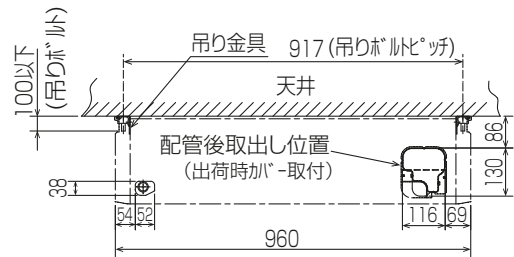 吊り金具
917 (吊りボルトピッチ)
100以下
(吊りボルト)
天井
86
配管後取出し位置
(出荷時カバー取付)
130
38
54
52
116
69
960